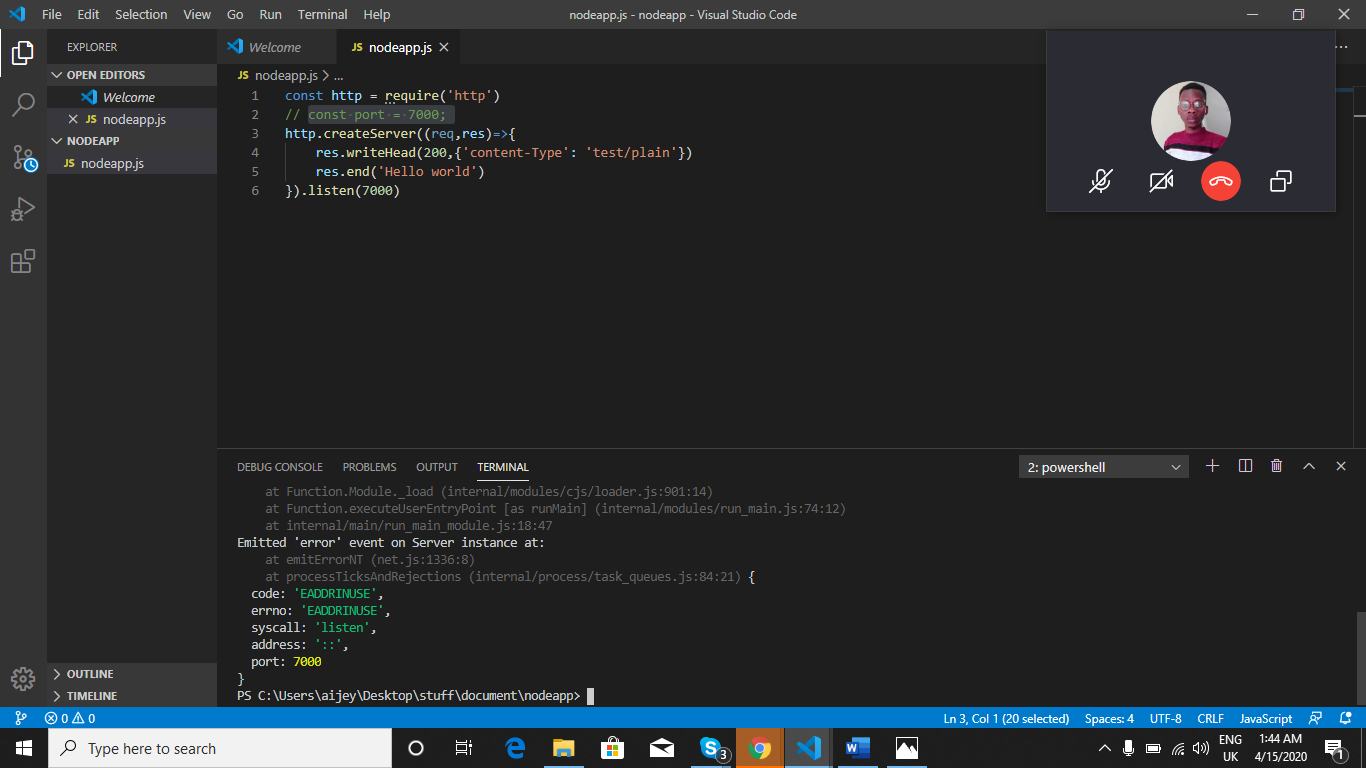 File Edit Selection View Go Run Terminal Help nodeapp.js - nodeapp - Visual Studio Code
EXPLORER
OPEN EDITORS
Welcome
JS nodeapp.js
NODEAPP
JS nodeapp.js
OUTLINE
TIMELINE
Welcome JS nodeapp.js
JS nodeapp.js > ...
1 const http = require('http')
2 // const port = 7000;
3 http.createServer((req,res)=>{
4 res.writeHead(200,{'content-Type': 'test/plain'})
5 res.end('Hello world')
6 }).listen(7000)
DEBUG CONSOLE PROBLEMS OUTPUT TERMINAL 2: powershell
at Function.Module._load (internal/modules/cjs/loader.js:901:14)
at Function.executeUserEntryPoint [as runMain] (internal/modules/run_main.js:74:12)
at internal/main/run_main_module.js:18:47
Emitted 'error' event on Server instance at:
at emitErrorNT (net.js:1336:8)
at processTicksAndRejections (internal/process/task_queues.js:84:21) {
code: 'EADDRINUSE',
errno: 'EADDRINUSE',
syscall: 'listen',
address: '::',
port: 7000
}
PS C:\Users\aijey\Desktop\stuff\document\nodeapp>
0 0 Ln 3, Col 1 (20 selected) Spaces: 4 UTF-8 CRLF JavaScript
Type here to search
3
ENG
UK
1:44 AM
4/15/2020
1